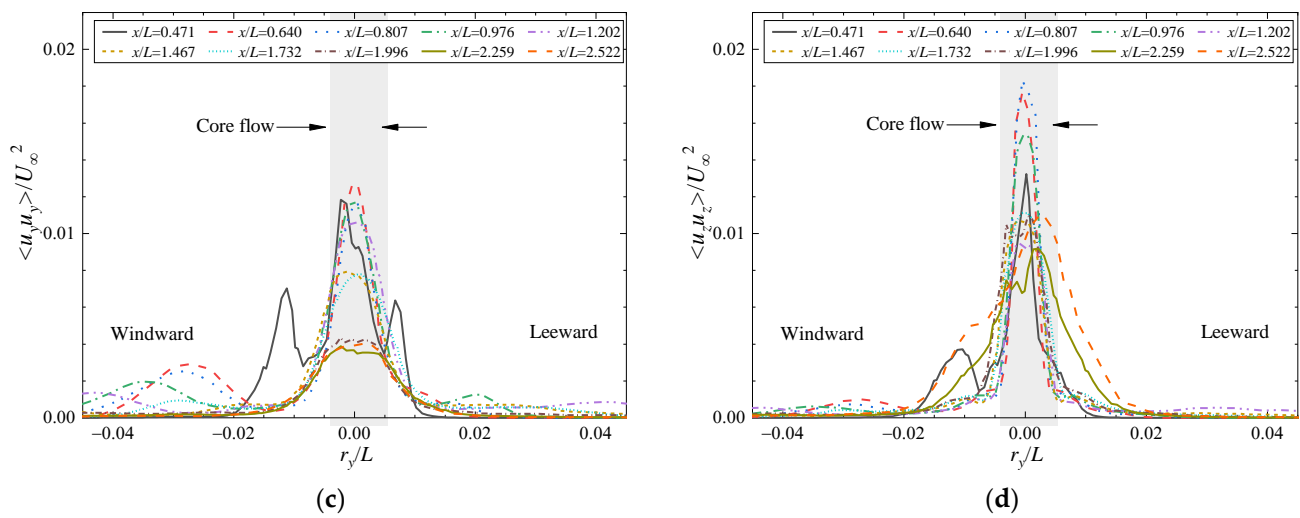 x/L=0.471 x/L=0.640 x/L=0.807 x/L=0.976 x/L=1.202
x/L=1.467 x/L=1.732 x/L=1.996 x/L=2.259 x/L=2.522
0.02
0.01
0.00
<u_y u_y>/U_∞^2
Core flow
Windward
Leeward
−0.04 −0.02 0.00 0.02 0.04
r_y/L
(c)
x/L=0.471 x/L=0.640 x/L=0.807 x/L=0.976 x/L=1.202
x/L=1.467 x/L=1.732 x/L=1.996 x/L=2.259 x/L=2.522
0.02
0.01
0.00
<u_z u_z>/U_∞^2
Core flow
Windward
Leeward
−0.04 −0.02 0.00 0.02 0.04
r_y/L
(d)